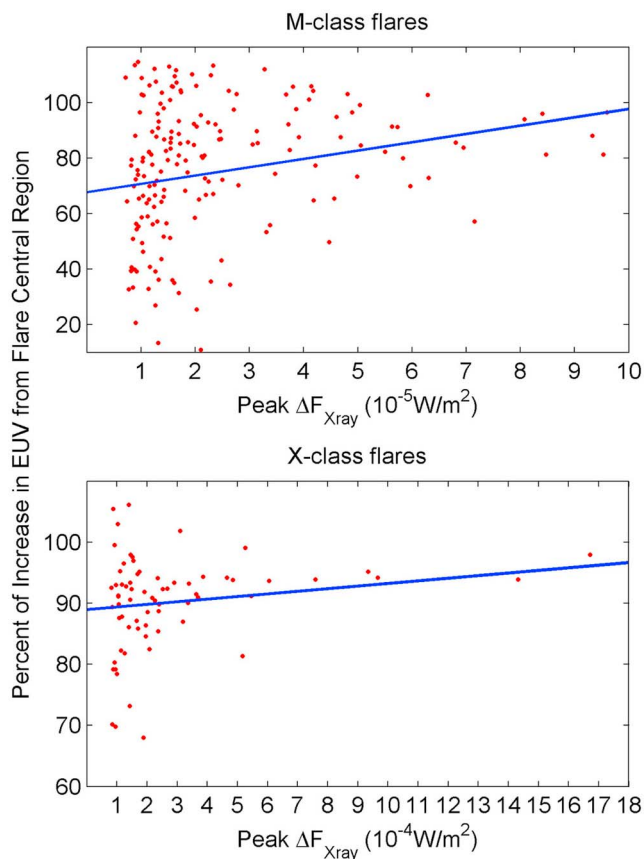 M-class flares
Percent of Increase in EUV from Flare Central Region
100
80
60
40
20
1 2 3 4 5 6 7 8 9 10
Peak ΔF_Xray (10^-5W/m^2)
X-class flares
100
90
80
70
60
1 2 3 4 5 6 7 8 9 10 11 12 13 14 15 16 17 18
Peak ΔF_Xray (10^-4W/m^2)